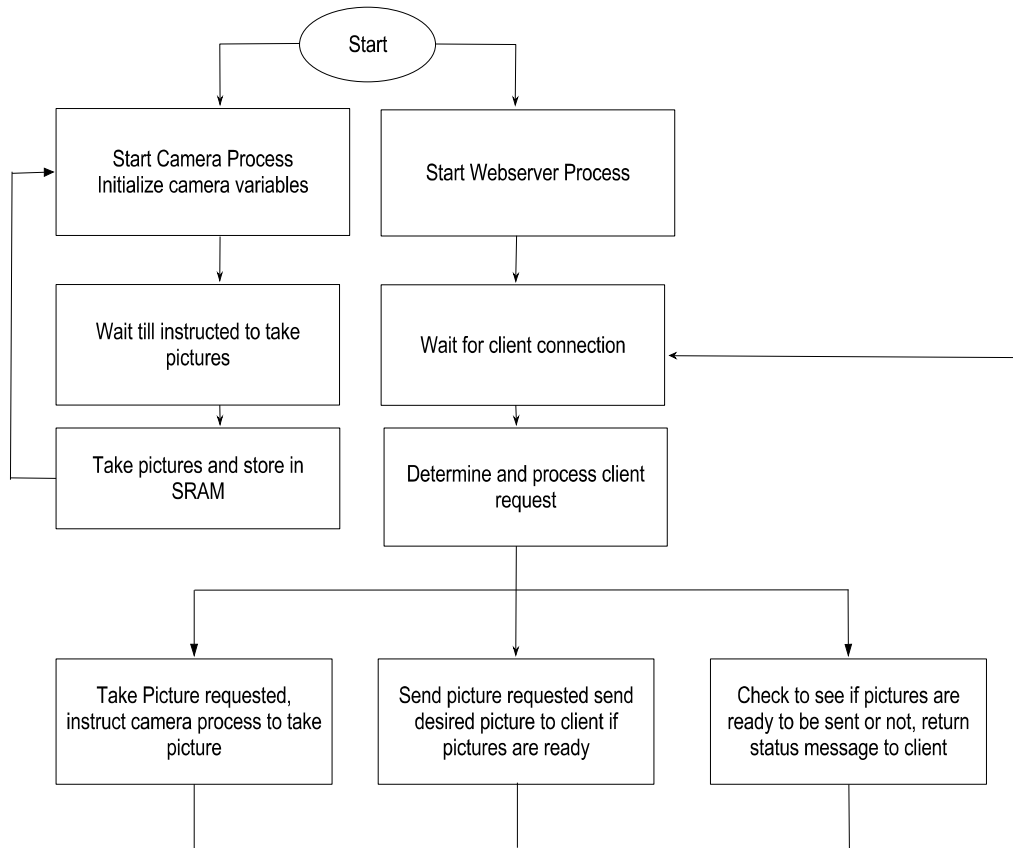 Start
Start Camera Process
Initialize camera variables
Start Webserver Process
Wait till instructed to take
pictures
Wait for client connection
Take pictures and store in
SRAM
Determine and process client
request
Take Picture requested,
instruct camera process to take
picture
Send picture requested send
desired picture to client if
pictures are ready
Check to see if pictures are
ready to be sent or not, return
status message to client